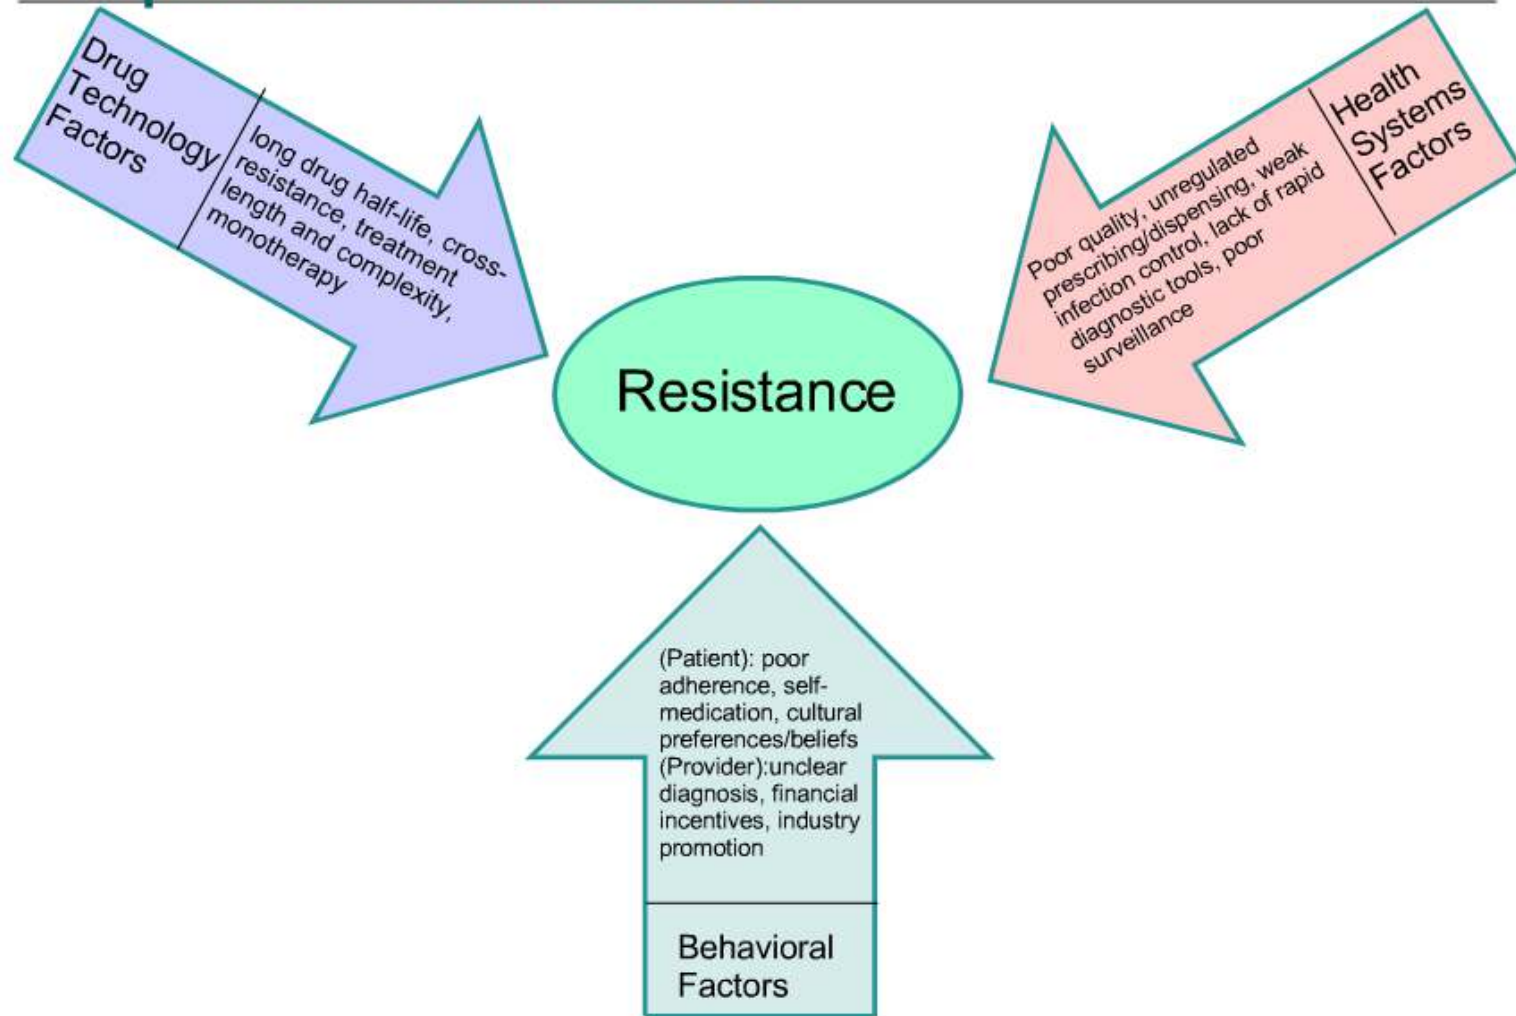 Drug
Technology
Factors
long drug half-life, cross-
resistance, treatment
length and complexity,
monotherapy
Health
Systems
Factors
Poor quality, unregulated
prescribing/dispensing, weak
infection control, lack of rapid
diagnostic tools, poor
surveillance
Resistance
(Patient): poor
adherence, self-
medication, cultural
preferences/beliefs
(Provider):unclear
diagnosis, financial
incentives, industry
promotion
Behavioral
Factors